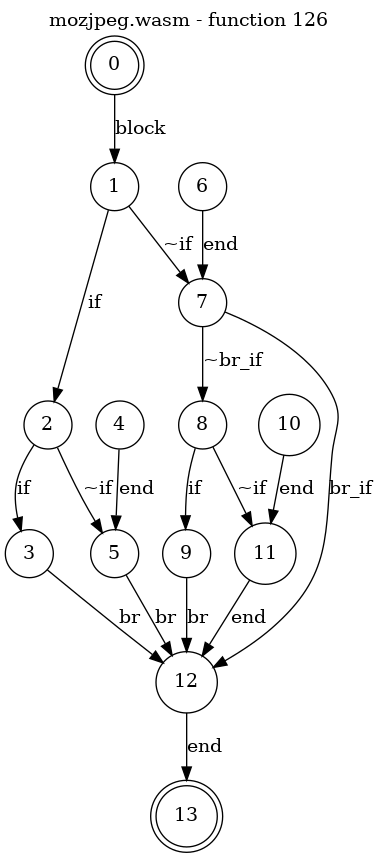 mozjpeg.wasm - function 126
0
block
1
6
~if
end
if
7
~br_if
2
4
8
10
if
~if
end
if
~if
end
br_if
3
5
9
11
br
br
br
end
12
end
13